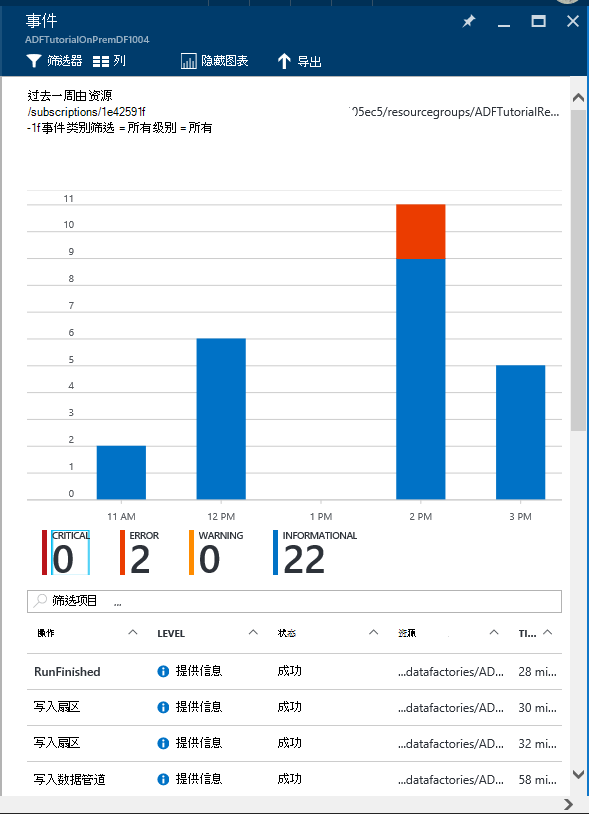 事件
ADFTutorialOnPremDF1004
筛选器 列 隐藏图表 导出
过去一周由资源
/subscriptions/1e42591f 05ec5/resourcegroups/ADFTutorialRe...
-1f事件类别筛选 =所有级别 =所有
11
10
9
8
7
6
5
4
3
2
1
0
11 AM 12 PM 1 PM 2 PM 3 PM
CRITICAL ERROR WARNING INFORMATIONAL
0 2 0 22
筛选项目 ...
操作 LEVEL 状态 资源 TI...
RunFinished 提供信息 成功 ...datafactories/AD... 28 mi...
写入扇区 提供信息 成功 ...datafactories/AD... 30 mi...
写入扇区 提供信息 成功 ...datafactories/AD... 32 mi...
写入数据管道 提供信息 成功 ...datafactories/AD... 58 mi...